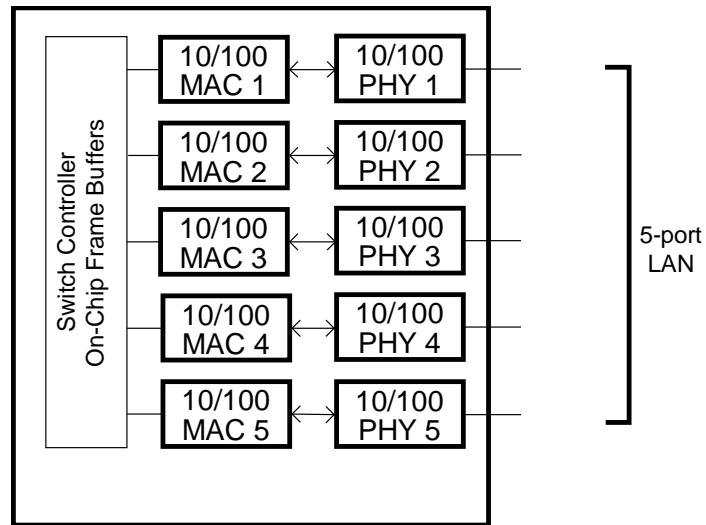 Switch Controller
On-Chip Frame Buffers
10/100
MAC 1
10/100
PHY 1
10/100
MAC 2
10/100
PHY 2
10/100
MAC 3
10/100
PHY 3
10/100
MAC 4
10/100
PHY 4
10/100
MAC 5
10/100
PHY 5
5-port
LAN